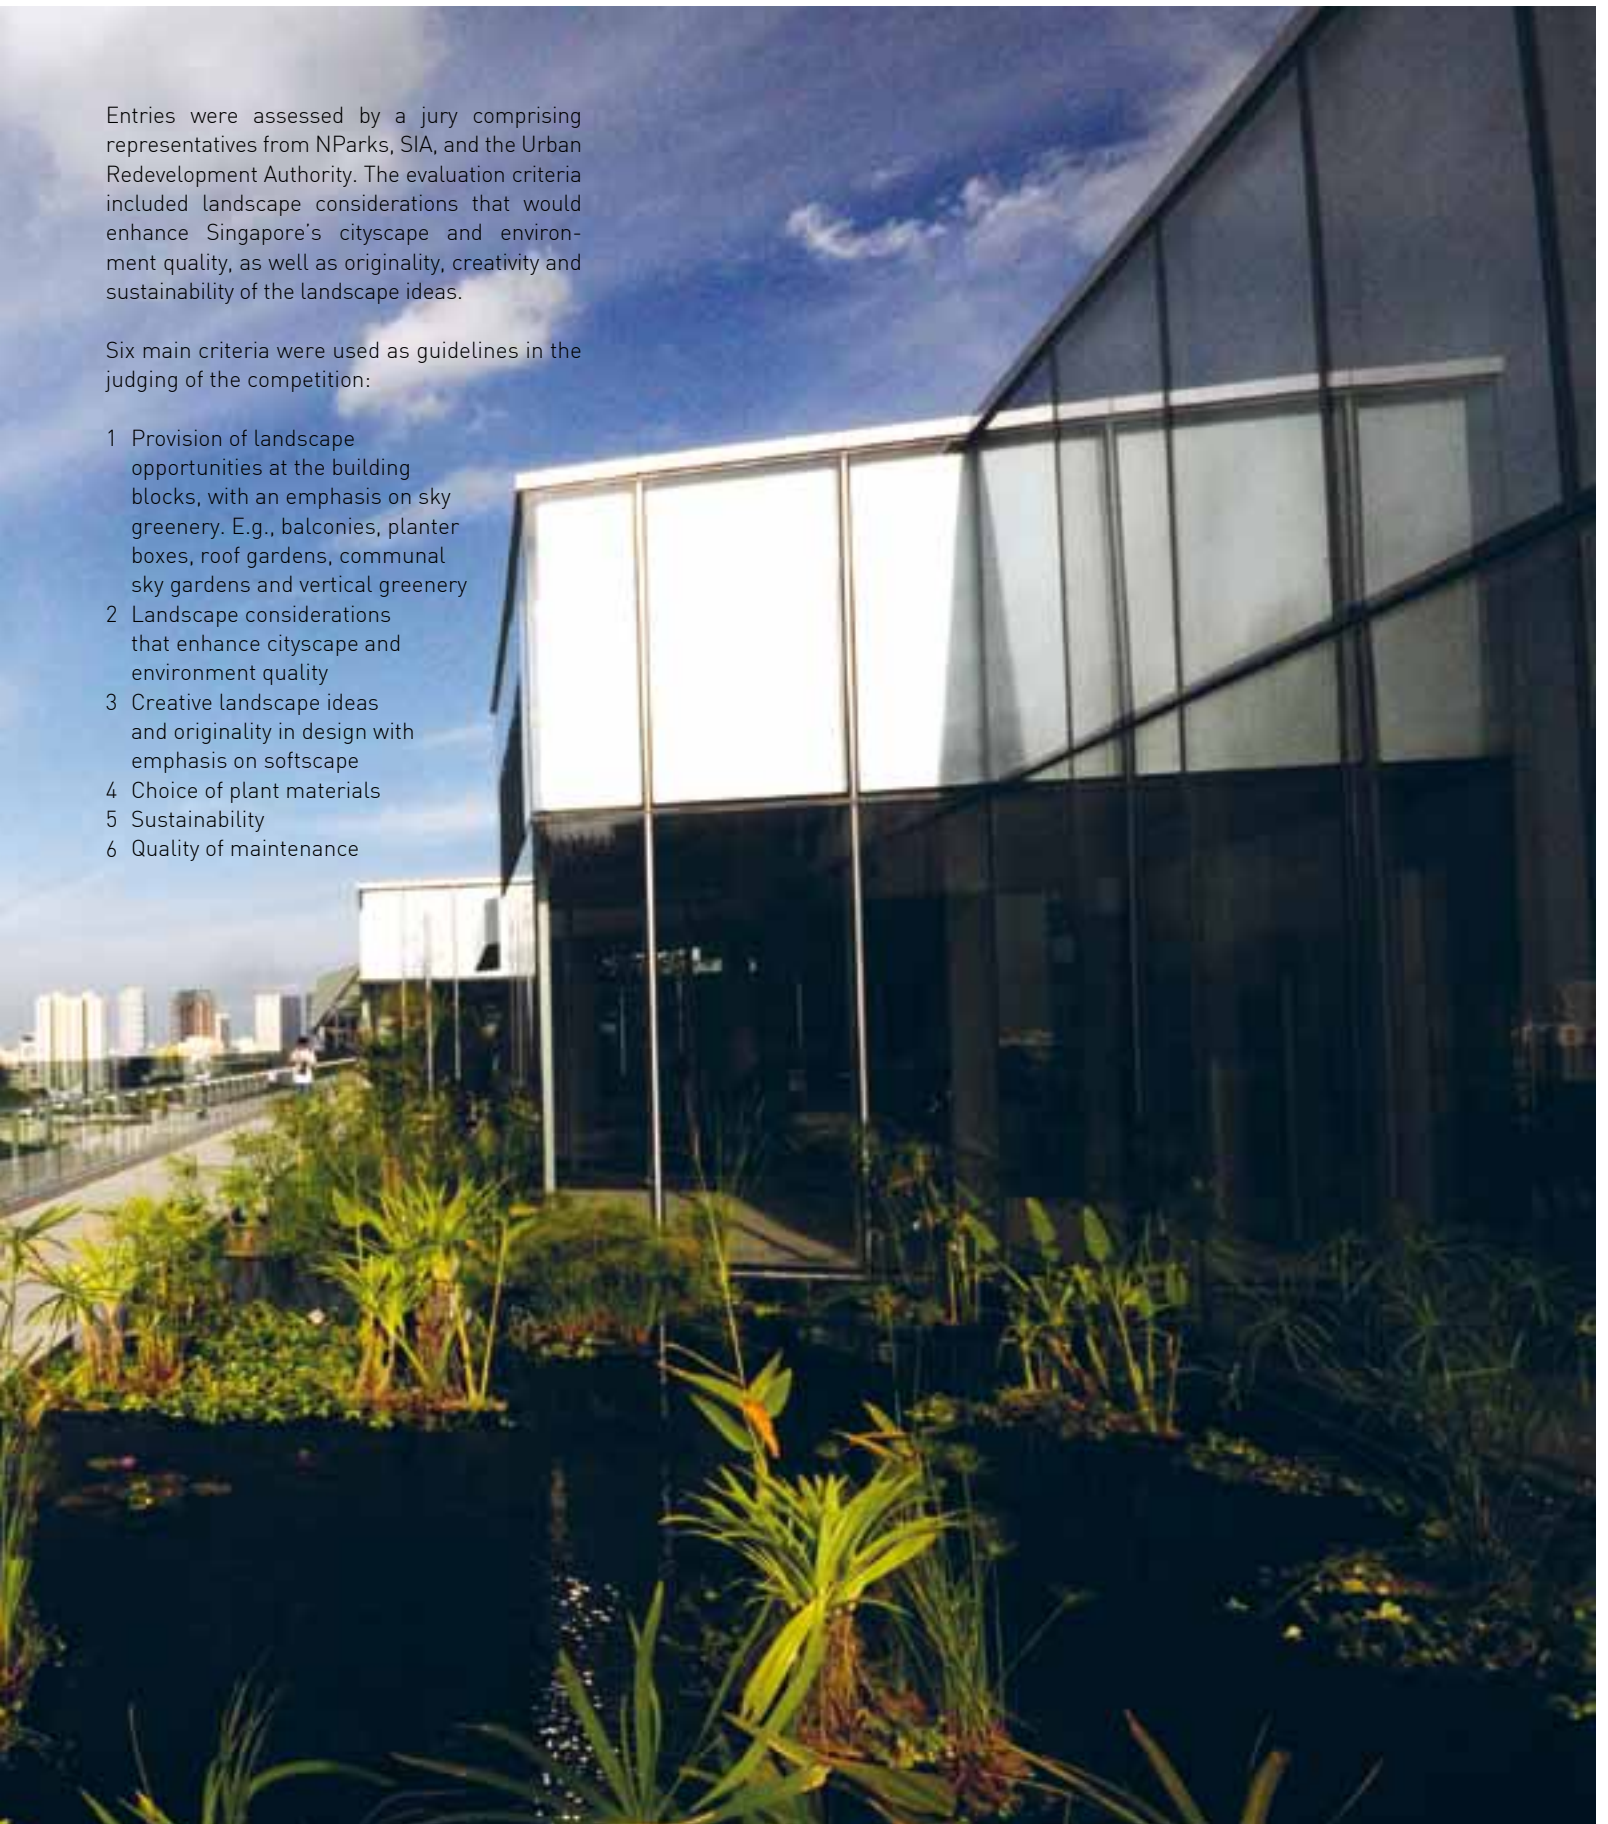 Entries were assessed by a jury comprising
representatives from NParks, SIA, and the Urban
Redevelopment Authority. The evaluation criteria
included landscape considerations that would
enhance Singapore's cityscape and environ-
ment quality, as well as originality, creativity and
sustainability of the landscape ideas.
Six main criteria were used as guidelines in the
judging of the competition:
1 Provision of landscape
opportunities at the building
blocks, with an emphasis on sky
greenery. E.g., balconies, planter
boxes, roof gardens, communal
sky gardens and vertical greenery
2 Landscape considerations
that enhance cityscape and
environment quality
3 Creative landscape ideas
and originality in design with
emphasis on softscape
4 Choice of plant materials
5 Sustainability
6 Quality of maintenance